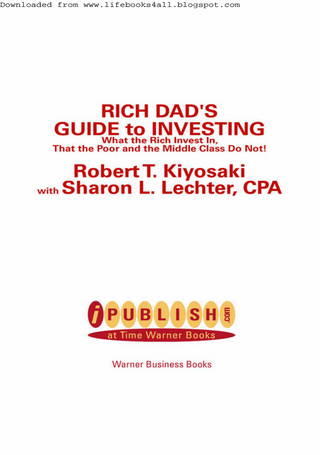 Downloaded from www.lifebooks4all.blogspot.com
RICH DAD'S
GUIDE to INVESTING
What the Rich Invest In,
That the Poor and the Middle Class Do Not!
Robert T. Kiyosaki
with Sharon L. Lechter, CPA
iPUBLISH.com
at Time Warner Books
Warner Business Books